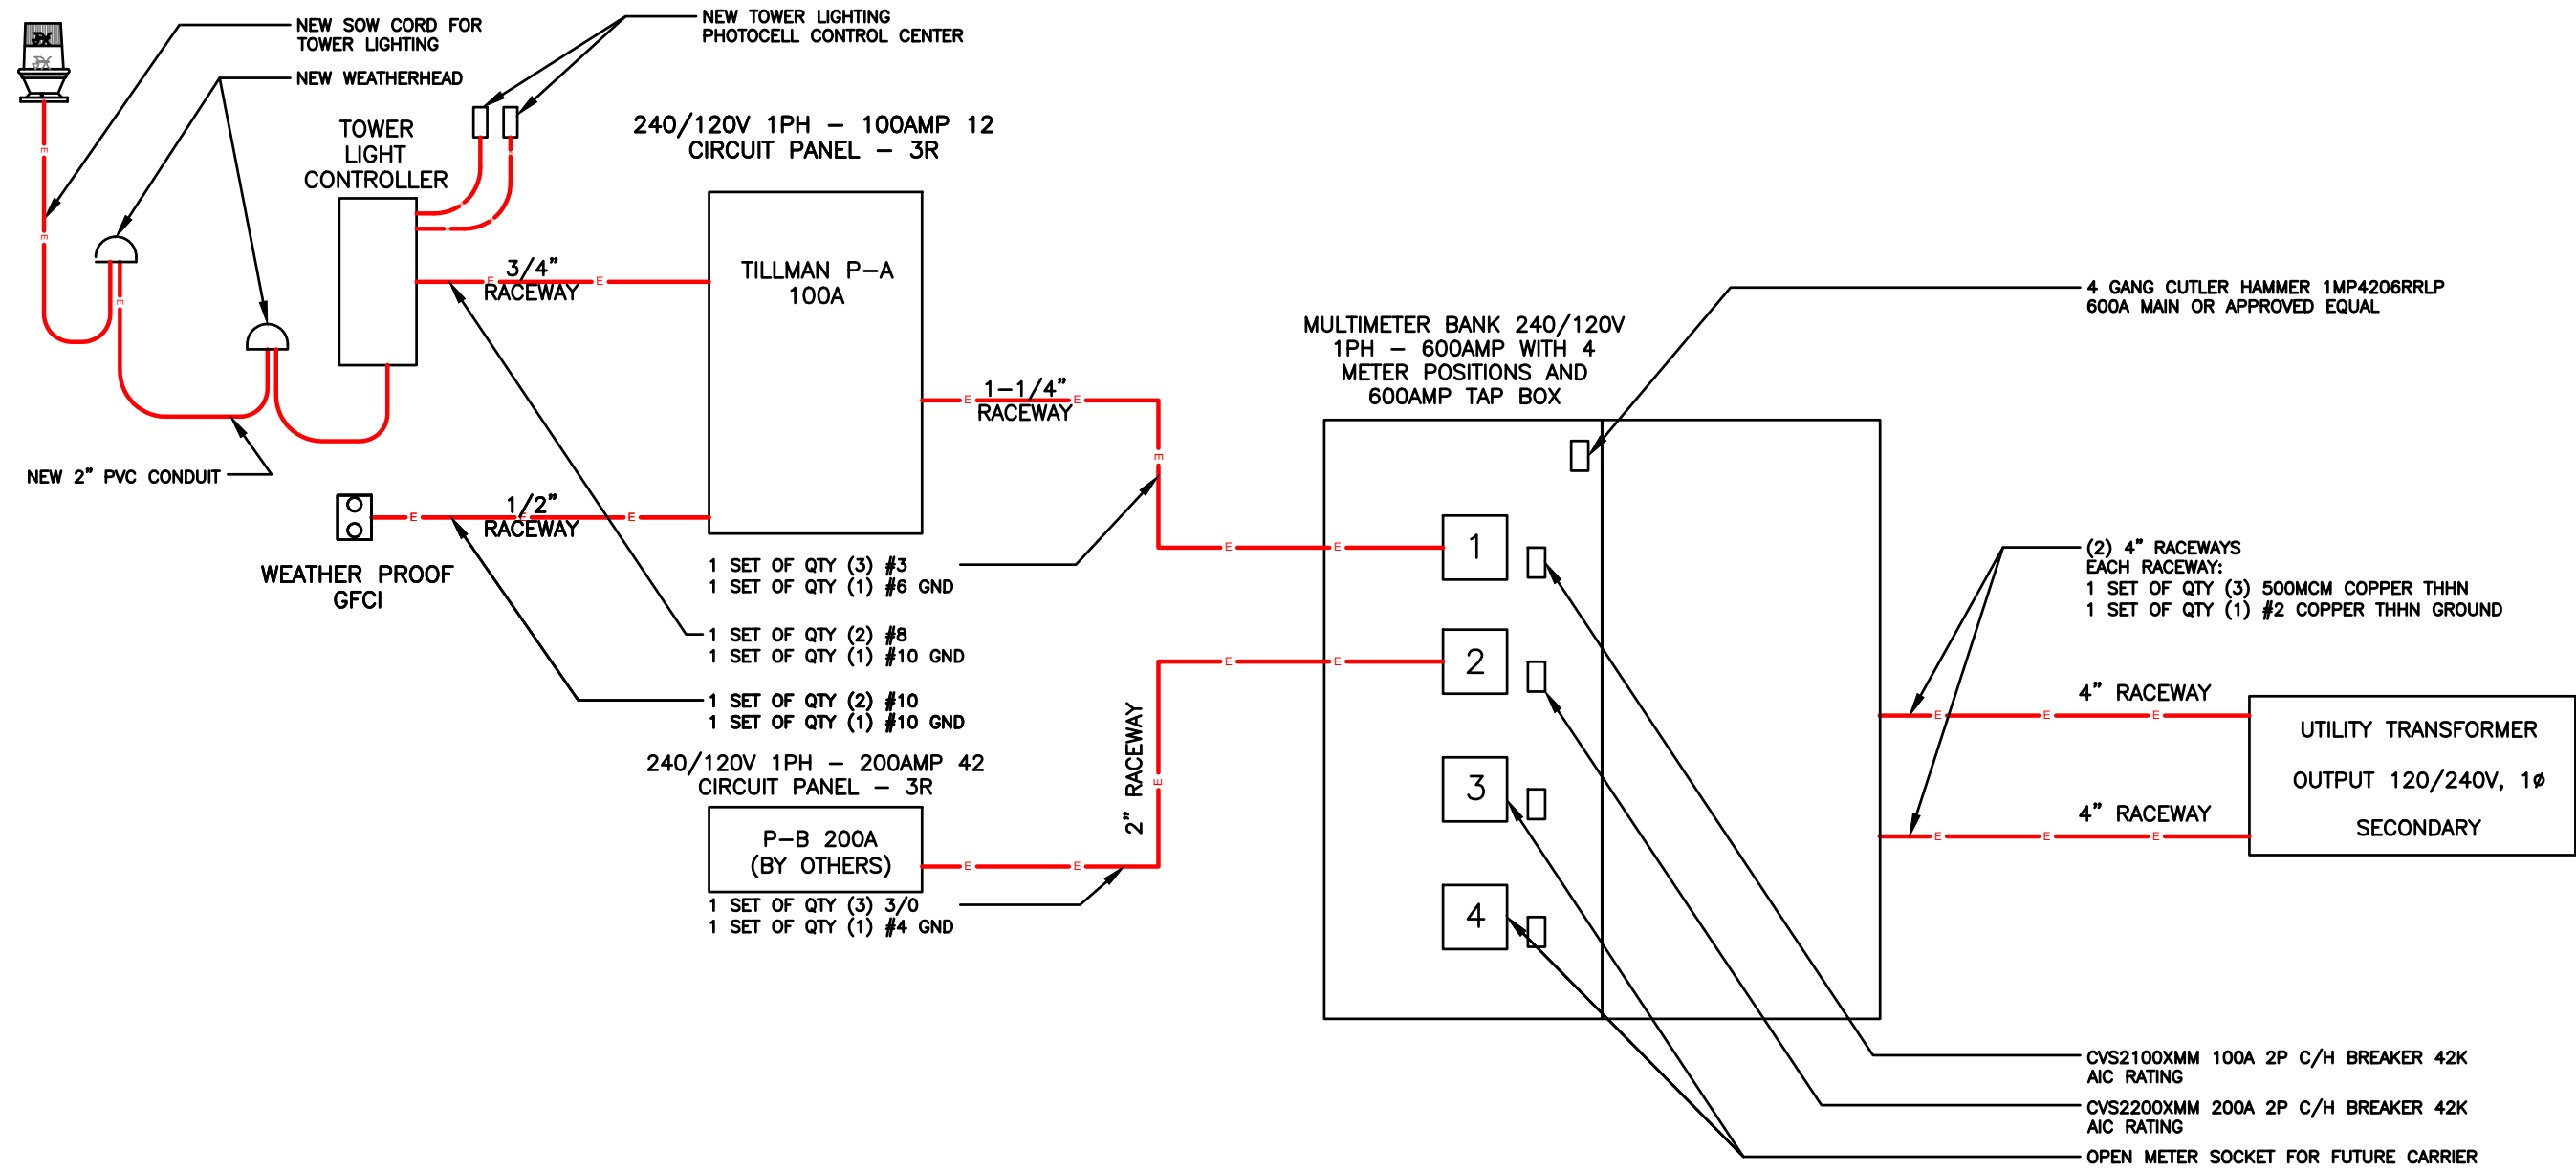 NEW SOW CORD FOR
TOWER LIGHTING
NEW WEATHERHEAD
NEW TOWER LIGHTING
PHOTOCELL CONTROL CENTER
TOWER
LIGHT
CONTROLLER
240/120V 1PH – 100AMP 12
CIRCUIT PANEL – 3R
TILLMAN P–A
100A
3/4"
RACEWAY
1–1/4"
RACEWAY
NEW 2" PVC CONDUIT
1/2"
RACEWAY
WEATHER PROOF
GFCI
1 SET OF QTY (3) #3
1 SET OF QTY (1) #6 GND
1 SET OF QTY (2) #8
1 SET OF QTY (1) #10 GND
1 SET OF QTY (2) #10
1 SET OF QTY (1) #10 GND
240/120V 1PH – 200AMP 42
CIRCUIT PANEL – 3R
P–B 200A
(BY OTHERS)
1 SET OF QTY (3) 3/0
1 SET OF QTY (1) #4 GND
2" RACEWAY
MULTIMETER BANK 240/120V
1PH – 600AMP WITH 4
METER POSITIONS AND
600AMP TAP BOX
1
2
3
4
4 GANG CUTLER HAMMER 1MP4206RRLP
600A MAIN OR APPROVED EQUAL
(2) 4" RACEWAYS
EACH RACEWAY:
1 SET OF QTY (3) 500MCM COPPER THHN
1 SET OF QTY (1) #2 COPPER THHN GROUND
4" RACEWAY
4" RACEWAY
UTILITY TRANSFORMER
OUTPUT 120/240V, 1ø
SECONDARY
CVS2100XMM 100A 2P C/H BREAKER 42K
AIC RATING
CVS2200XMM 200A 2P C/H BREAKER 42K
AIC RATING
OPEN METER SOCKET FOR FUTURE CARRIER